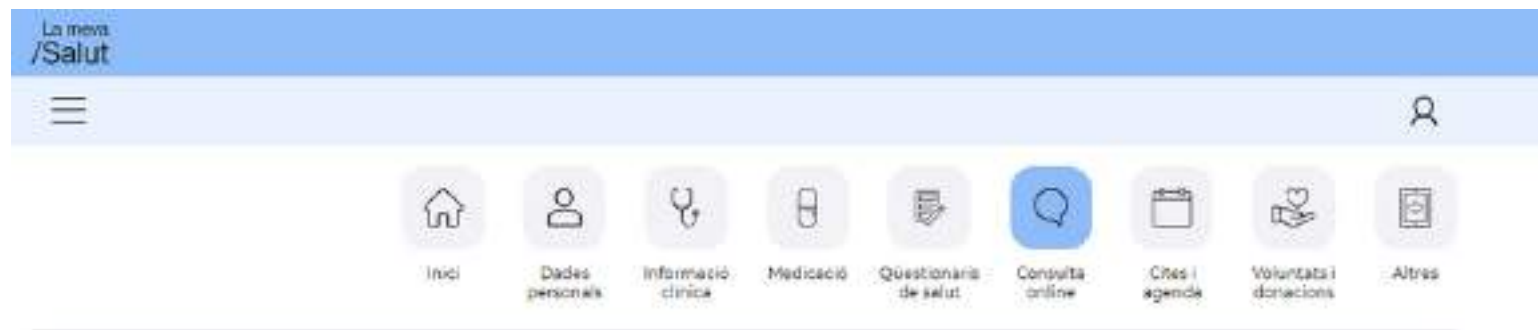 La meva
/Salut
Inici
Dades
personals
Informació
clínica
Medicació
Qüestionaris
de salut
Consulta
online
Cites i
agenda
Voluntats i
donacions
Altres